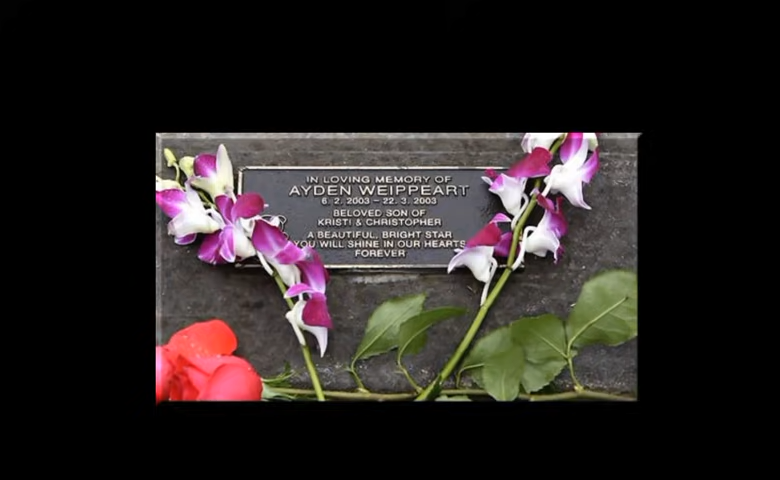 IN LOVING MEMORY OF
AYDEN WEIPPEART
6. 2. 2003 – 22. 3. 2003
BELOVED SON OF
KRISTI & CHRISTOPHER
A BEAUTIFUL, BRIGHT STAR
YOU WILL SHINE IN OUR HEARTS
FOREVER